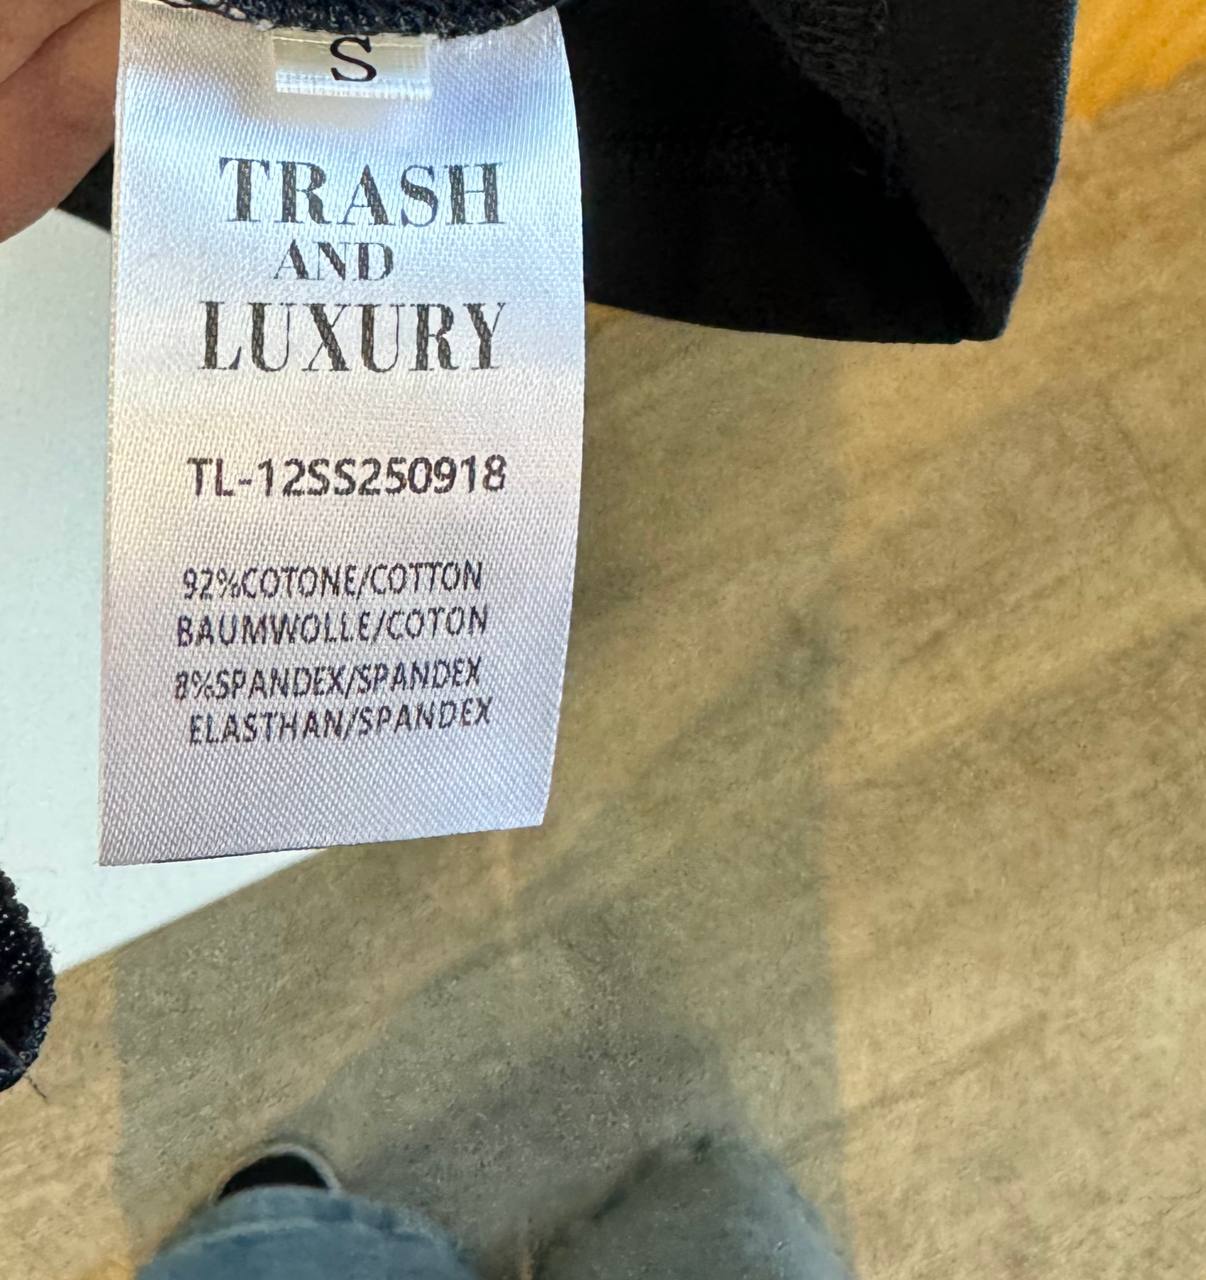 S
TRASH
AND
LUXURY
TL-12SS250918
92%COTONE/COTTON
BAUMWOLLE/COTON
8%SPANDEX/SPANDEX
ELASTHAN/SPANDEX